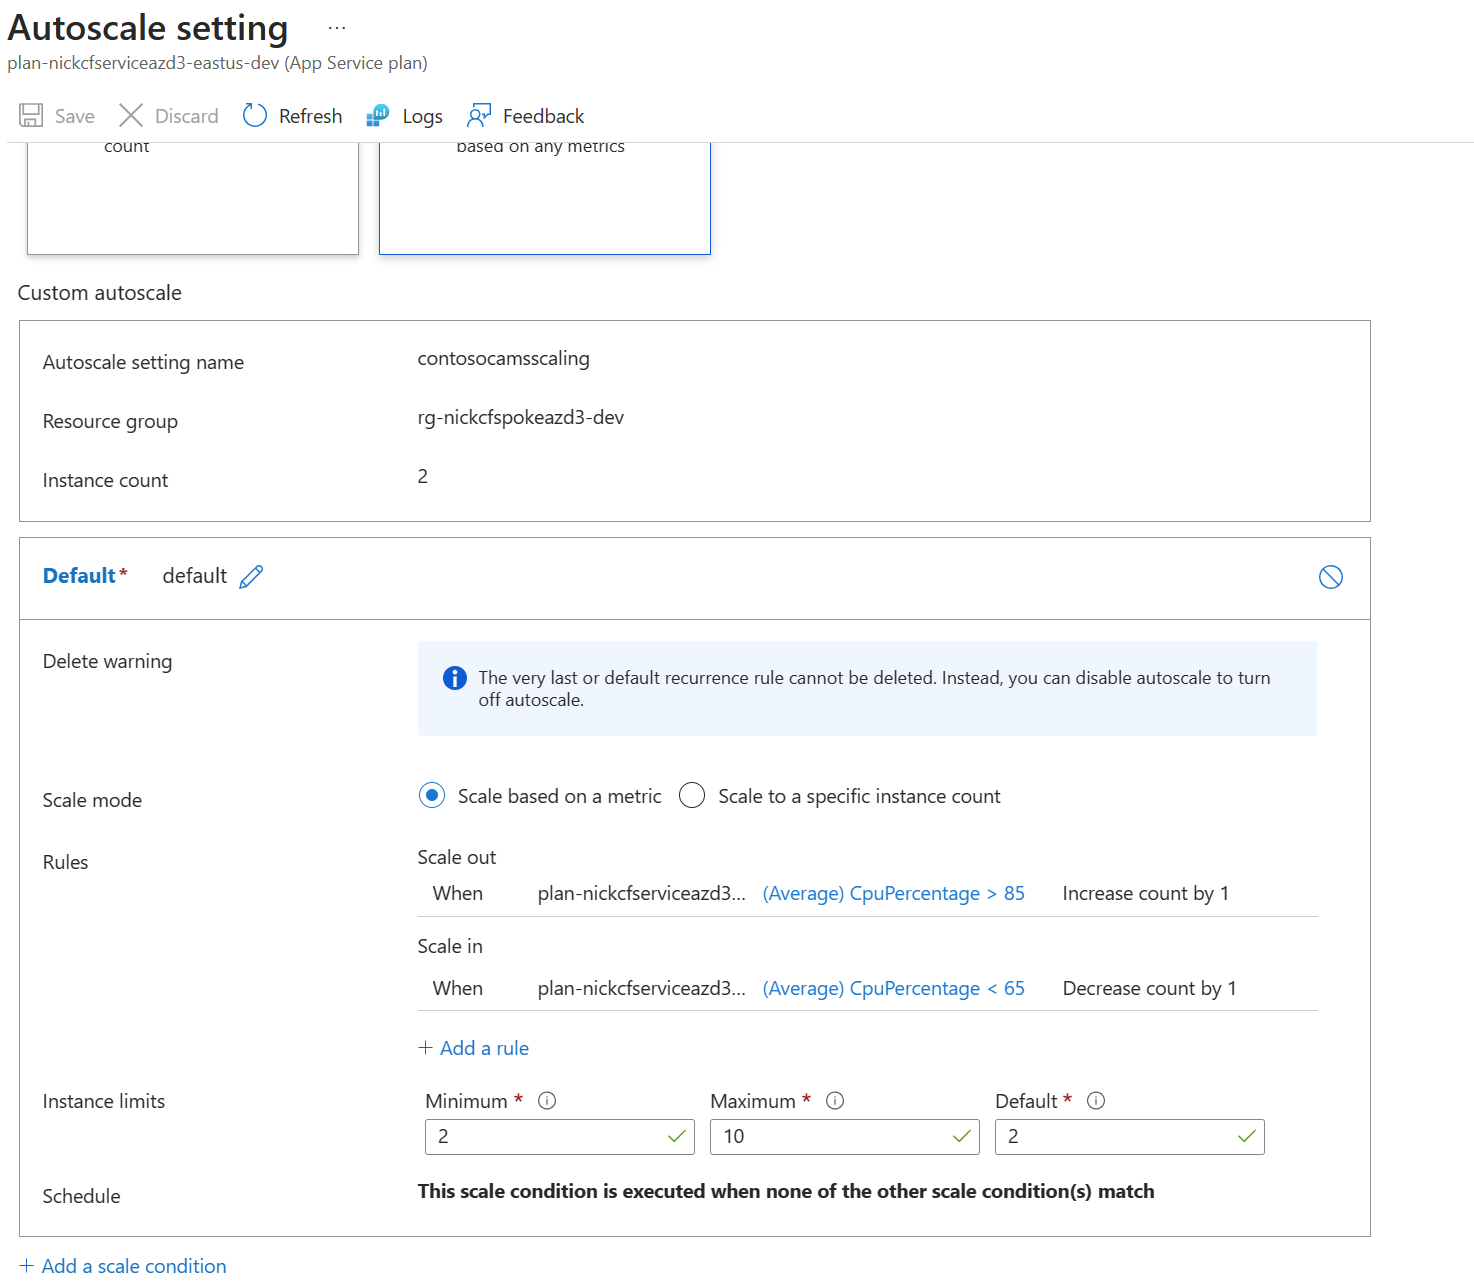 Autoscale setting ...
plan-nickcfserviceazd3-eastus-dev (App Service plan)
Save Discard Refresh Logs Feedback
count based on any metrics
Custom autoscale
Autoscale setting name contosocamsscaling
Resource group rg-nickcfspokeazd3-dev
Instance count 2
Default* default
Delete warning
The very last or default recurrence rule cannot be deleted. Instead, you can disable autoscale to turn
off autoscale.
Scale mode Scale based on a metric Scale to a specific instance count
Rules
Scale out
When plan-nickcfserviceazd3... (Average) CpuPercentage > 85 Increase count by 1
Scale in
When plan-nickcfserviceazd3... (Average) CpuPercentage < 65 Decrease count by 1
+ Add a rule
Instance limits
Minimum * Maximum * Default *
2 10 2
Schedule This scale condition is executed when none of the other scale condition(s) match
+ Add a scale condition